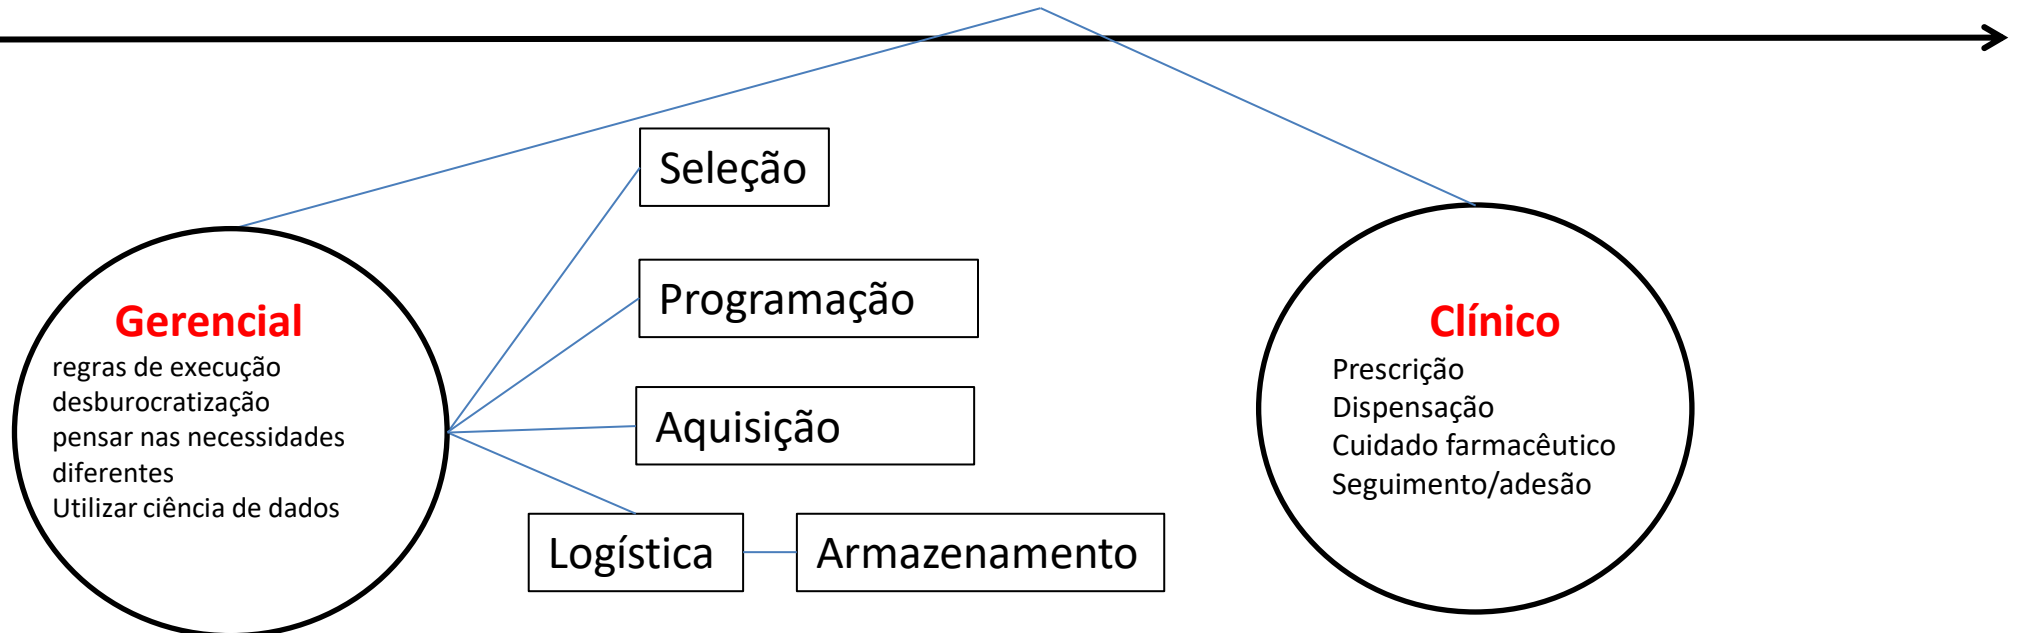 Seleção
Programação
Aquisição
Logística
Armazenamento
Gerencial
regras de execução
desburocratização
pensar nas necessidades
diferentes
Utilizar ciência de dados
Clínico
Prescrição
Dispensação
Cuidado farmacêutico
Seguimento/adesão